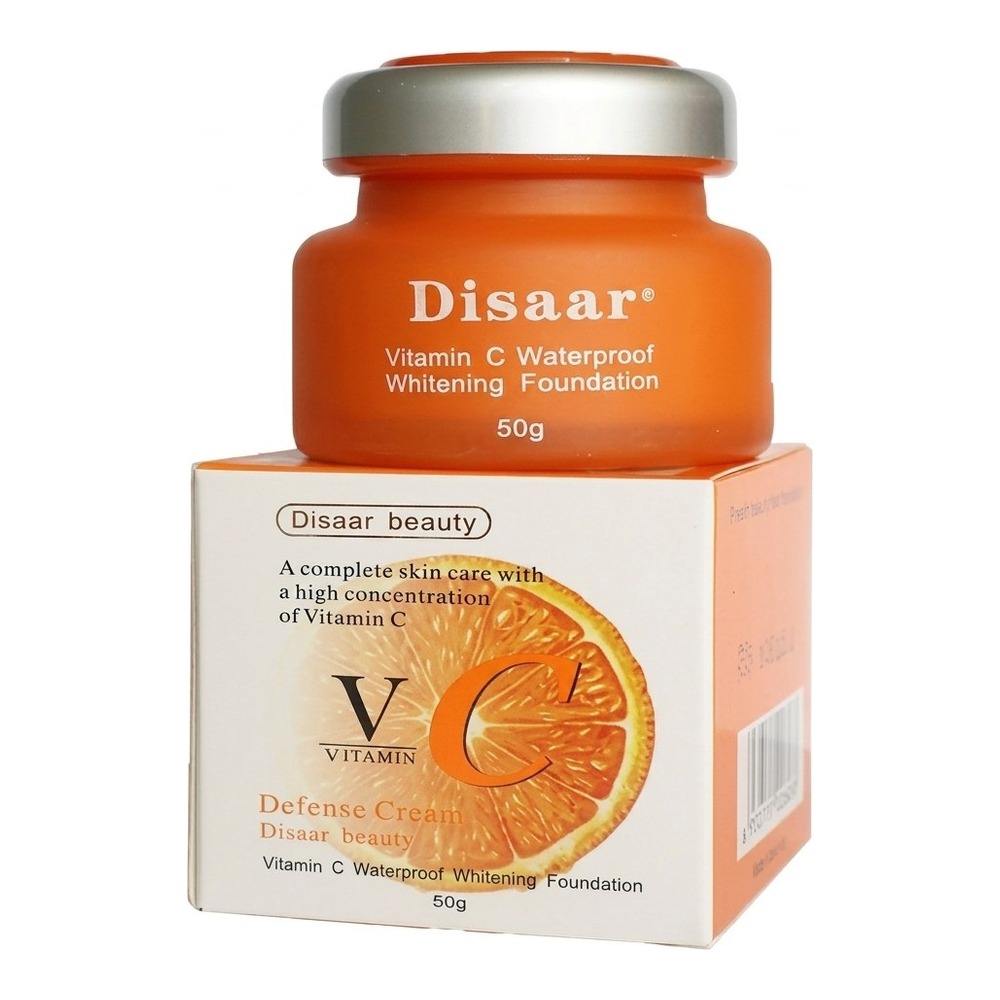 Disaar©
Vitamin C Waterproof
Whitening Foundation
50g
Disaar beauty
A complete skin care with
a high concentration
of Vitamin C
V
VITAMIN
C
Defense Cream
Disaar beauty
Vitamin C Waterproof Whitening Foundation
50g